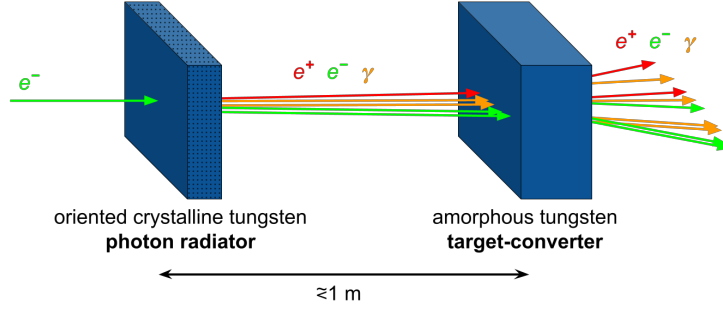 e⁻
e⁺ e⁻ γ
e⁺ e⁻ γ
oriented crystalline tungsten
photon radiator
amorphous tungsten
target-converter
≂1 m